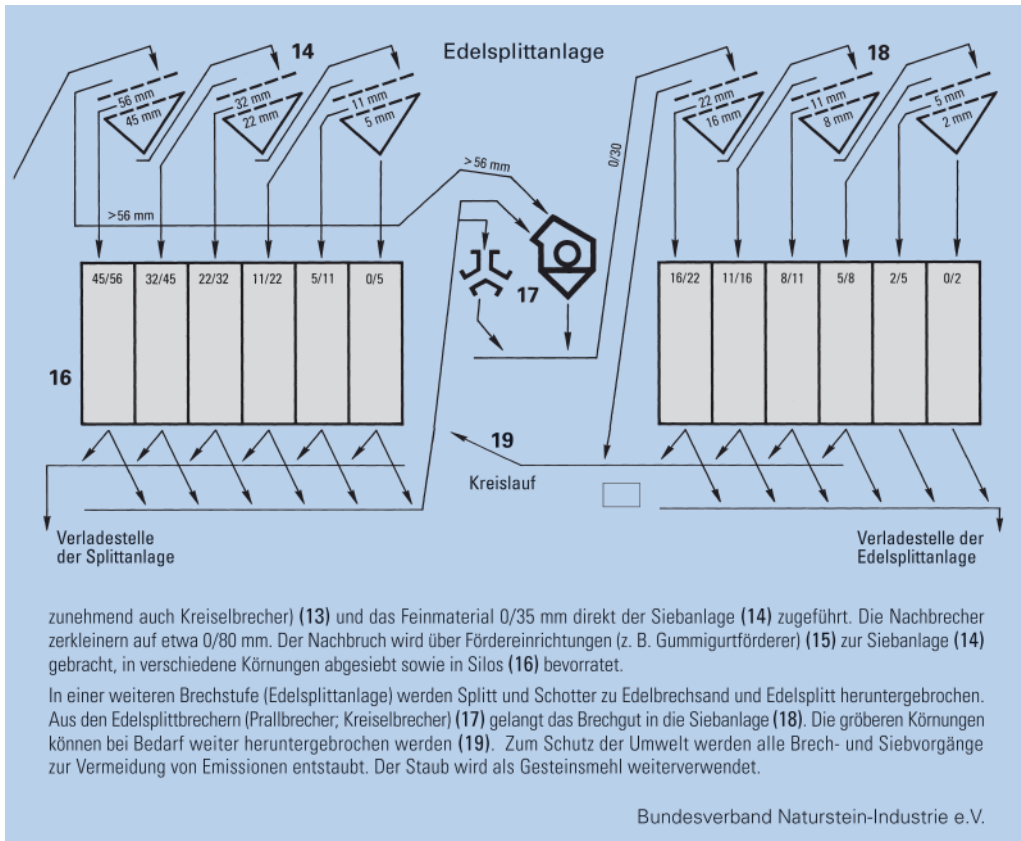 Edelsplittanlage
14
18
56 mm
45 mm
32 mm
22 mm
11 mm
5 mm
22 mm
16 mm
11 mm
8 mm
5 mm
2 mm
0/30
>56 mm
>56 mm
45/56 32/45 22/32 11/22 5/11 0/5
17
16/22 11/16 8/11 5/8 2/5 0/2
16
19
Kreislauf
Verladestelle
der Splittanlage
Verladestelle der
Edelsplittanlage
zunehmend auch Kreiselbrecher) (13) und das Feinmaterial 0/35 mm direkt der Siebanlage (14) zugeführt. Die Nachbrecher
zerkleinern auf etwa 0/80 mm. Der Nachbruch wird über Fördereinrichtungen (z. B. Gummigurtförderer) (15) zur Siebanlage (14)
gebracht, in verschiedene Körnungen abgesiebt sowie in Silos (16) bevorratet.
In einer weiteren Brechstufe (Edelsplittanlage) werden Splitt und Schotter zu Edelbrechsand und Edelsplitt heruntergebrochen.
Aus den Edelsplittbrechern (Prallbrecher; Kreiselbrecher) (17) gelangt das Brechgut in die Siebanlage (18). Die gröberen Körnungen
können bei Bedarf weiter heruntergebrochen werden (19). Zum Schutz der Umwelt werden alle Brech- und Siebvorgänge
zur Vermeidung von Emissionen entstaubt. Der Staub wird als Gesteinsmehl weiterverwendet.
Bundesverband Naturstein-Industrie e.V.